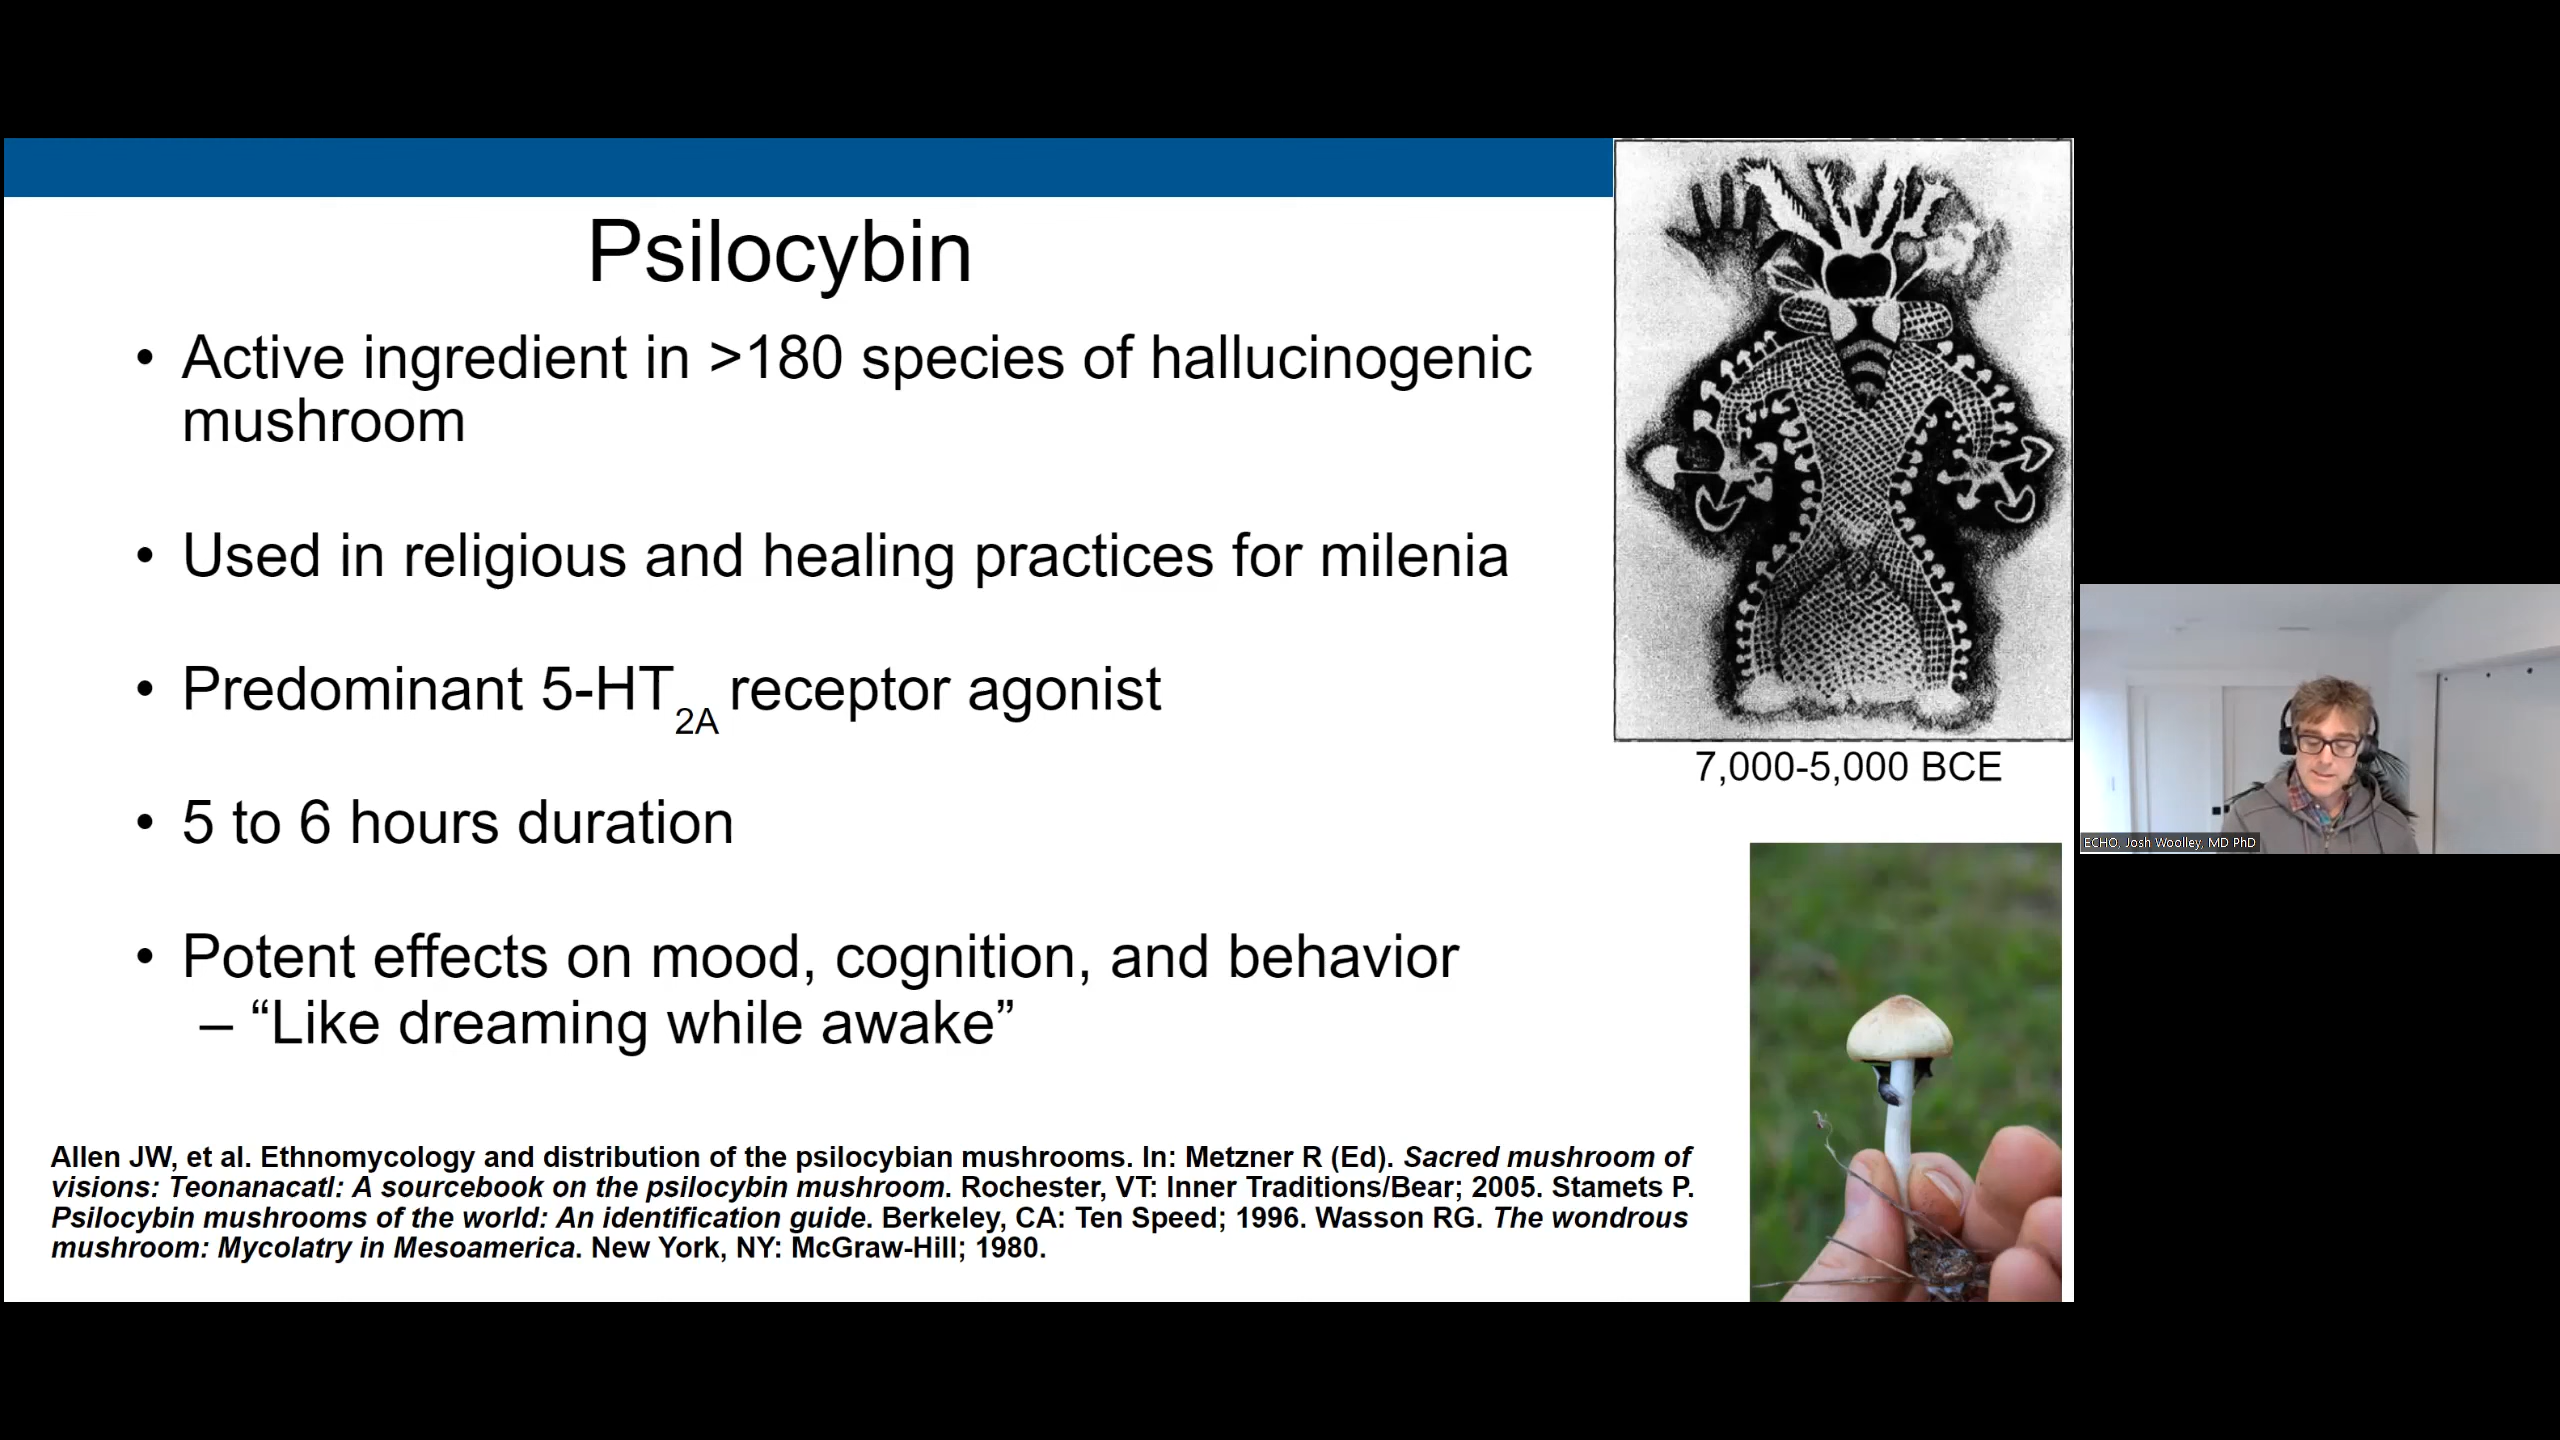 Psilocybin
• Active ingredient in >180 species of hallucinogenic
mushroom
• Used in religious and healing practices for milenia
• Predominant 5-HT2A receptor agonist
• 5 to 6 hours duration
• Potent effects on mood, cognition, and behavior
– “Like dreaming while awake”
7,000-5,000 BCE
Allen JW, et al. Ethnomycology and distribution of the psilocybian mushrooms. In: Metzner R (Ed). Sacred mushroom of
visions: Teonanacatl: A sourcebook on the psilocybin mushroom. Rochester, VT: Inner Traditions/Bear; 2005. Stamets P.
Psilocybin mushrooms of the world: An identification guide. Berkeley, CA: Ten Speed; 1996. Wasson RG. The wondrous
mushroom: Mycolatry in Mesoamerica. New York, NY: McGraw-Hill; 1980.
ECHO, Josh Woolley, MD PhD